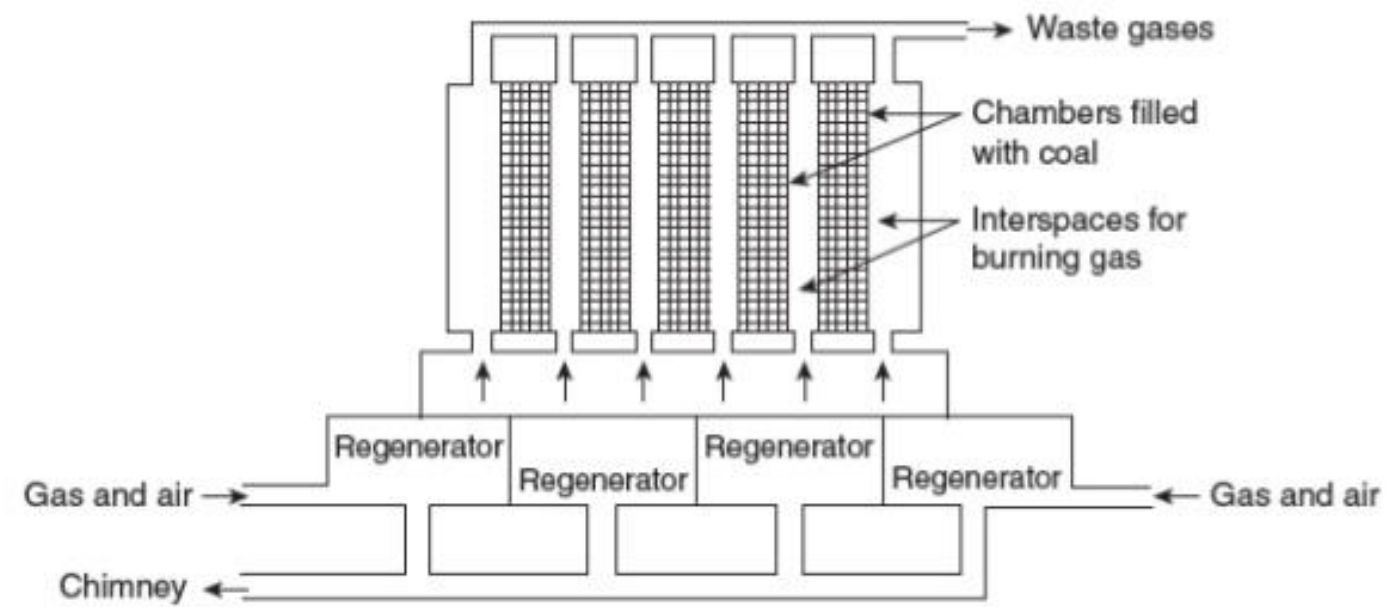 Waste gases
Chambers filled
with coal
Interspaces for
burning gas
Regenerator
Regenerator
Regenerator
Regenerator
Gas and air
Gas and air
Chimney